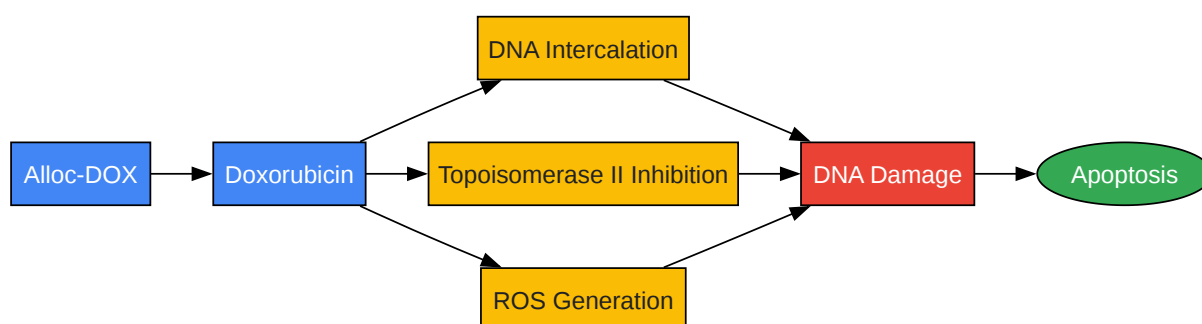 DNA Intercalation
Alloc-DOX
Doxorubicin
Topoisomerase II Inhibition
DNA Damage
Apoptosis
ROS Generation